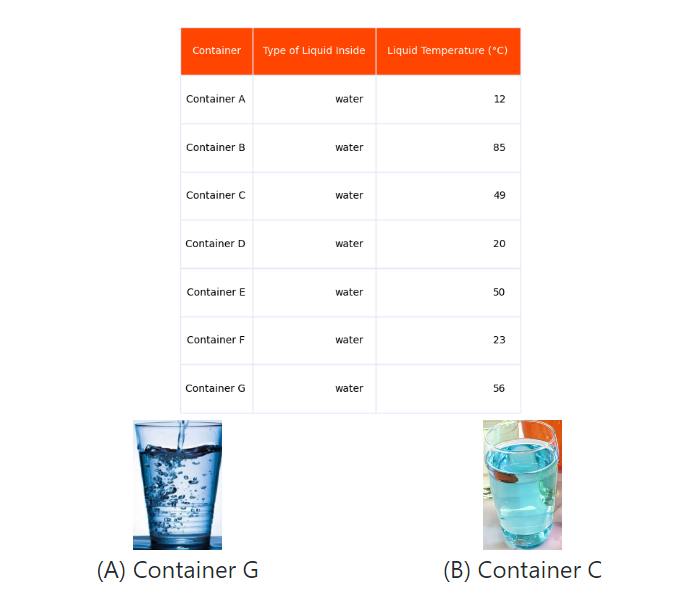 Container Type of Liquid Inside Liquid Temperature (°C)
Container A water 12
Container B water 85
Container C water 49
Container D water 20
Container E water 50
Container F water 23
Container G water 56
(A) Container G (B) Container C